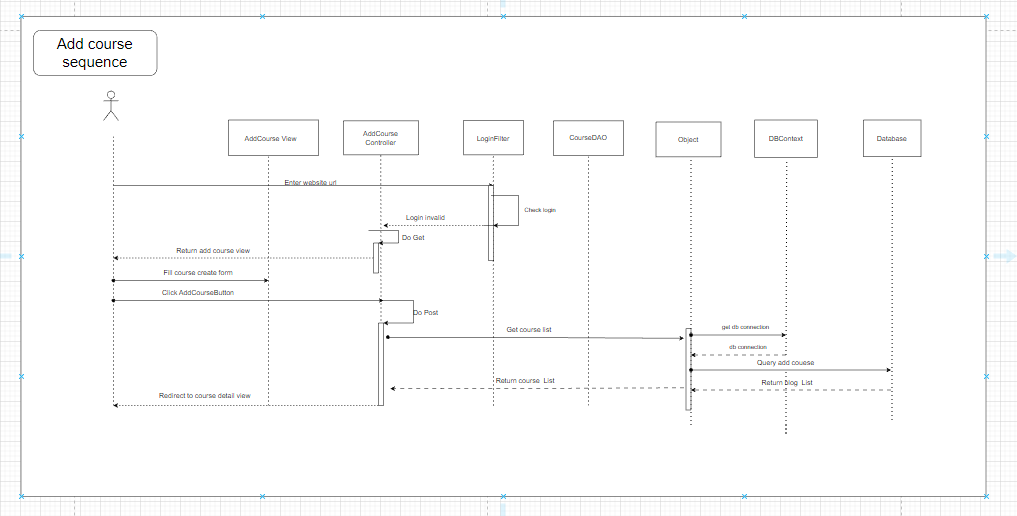 Add course
sequence
AddCourse View
AddCourse
Controller
LoginFilter
CourseDAO
Object
DBContext
Database
Enter website url
Check login
Login invalid
Do Get
Return add course view
Fill course create form
Click AddCourseButton
Do Post
Get course list
get db connection
db connection
Query add couese
Return course List
Return blog List
Redirect to course detail view